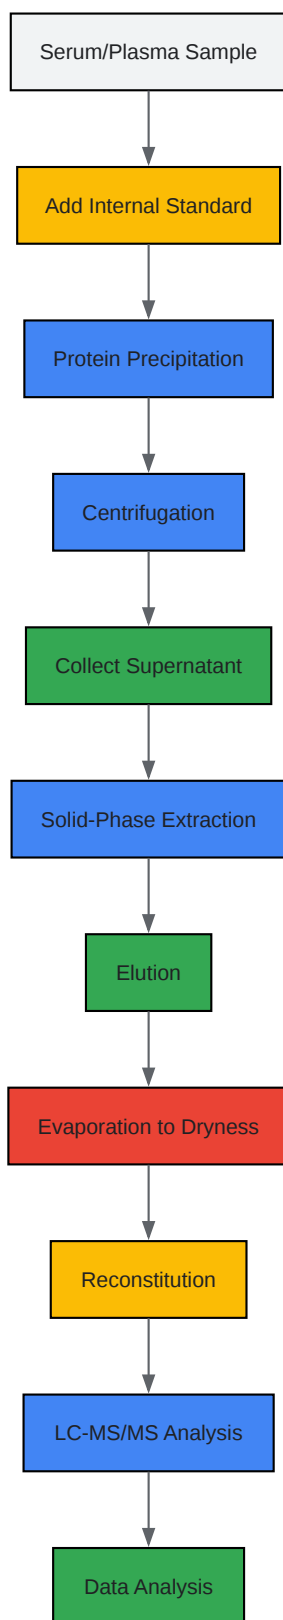 Serum/Plasma Sample
Add Internal Standard
Protein Precipitation
Centrifugation
Collect Supernatant
Solid-Phase Extraction
Elution
Evaporation to Dryness
Reconstitution
LC-MS/MS Analysis
Data Analysis